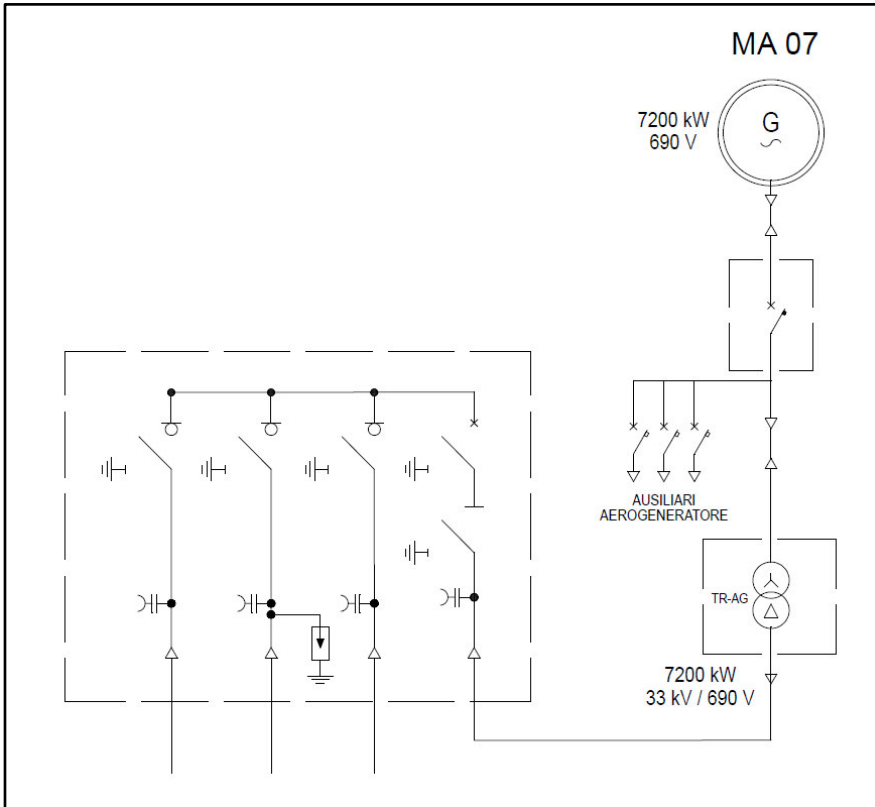 MA 07
7200 kW
690 V
G
AUSILIARI
AEROGENERATORE
TR-AG
7200 kW
33 kV / 690 V